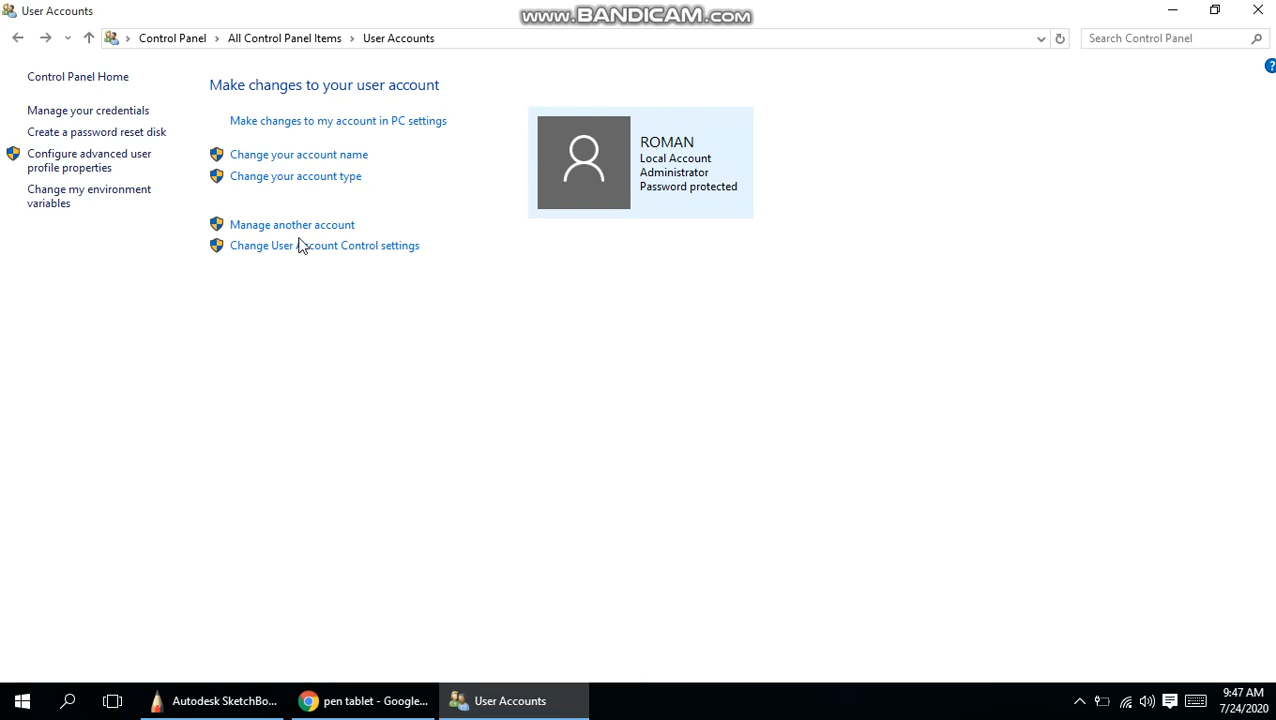 User Accounts
www.BANDICAM.com
Control Panel
All Control Panel Items
User Accounts
Search Control Panel
Control Panel Home
Manage your credentials
Create a password reset disk
Configure advanced user
profile properties
Change my environment
variables
Make changes to your user account
Make changes to my account in PC settings
Change your account name
Change your account type
Manage another account
Change User Account Control settings
ROMAN
Local Account
Administrator
Password protected
Autodesk SketchBo...
pen tablet - Google...
User Accounts
9:47 AM
7/24/2020